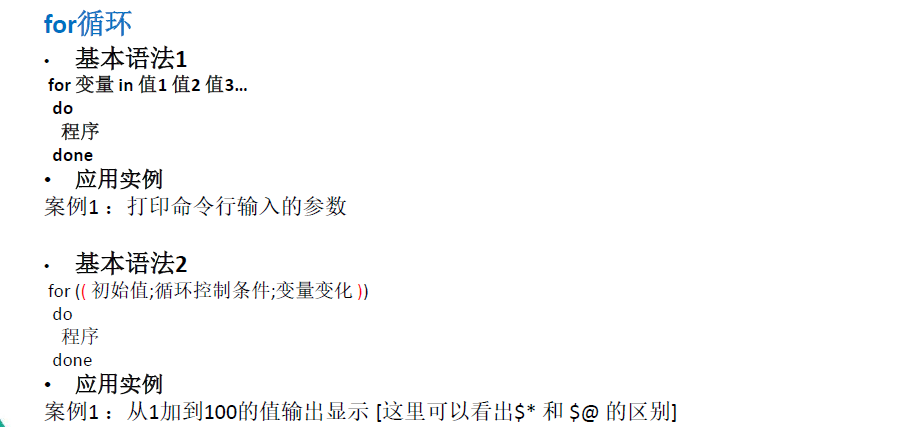 for循环
• 基本语法1
for 变量 in 值1 值2 值3…
do
程序
done
• 应用实例
案例1 ：打印命令行输入的参数
• 基本语法2
for (( 初始值;循环控制条件;变量变化 ))
do
程序
done
• 应用实例
案例1 ：从1加到100的值输出显示 [这里可以看出$* 和 $@ 的区别]